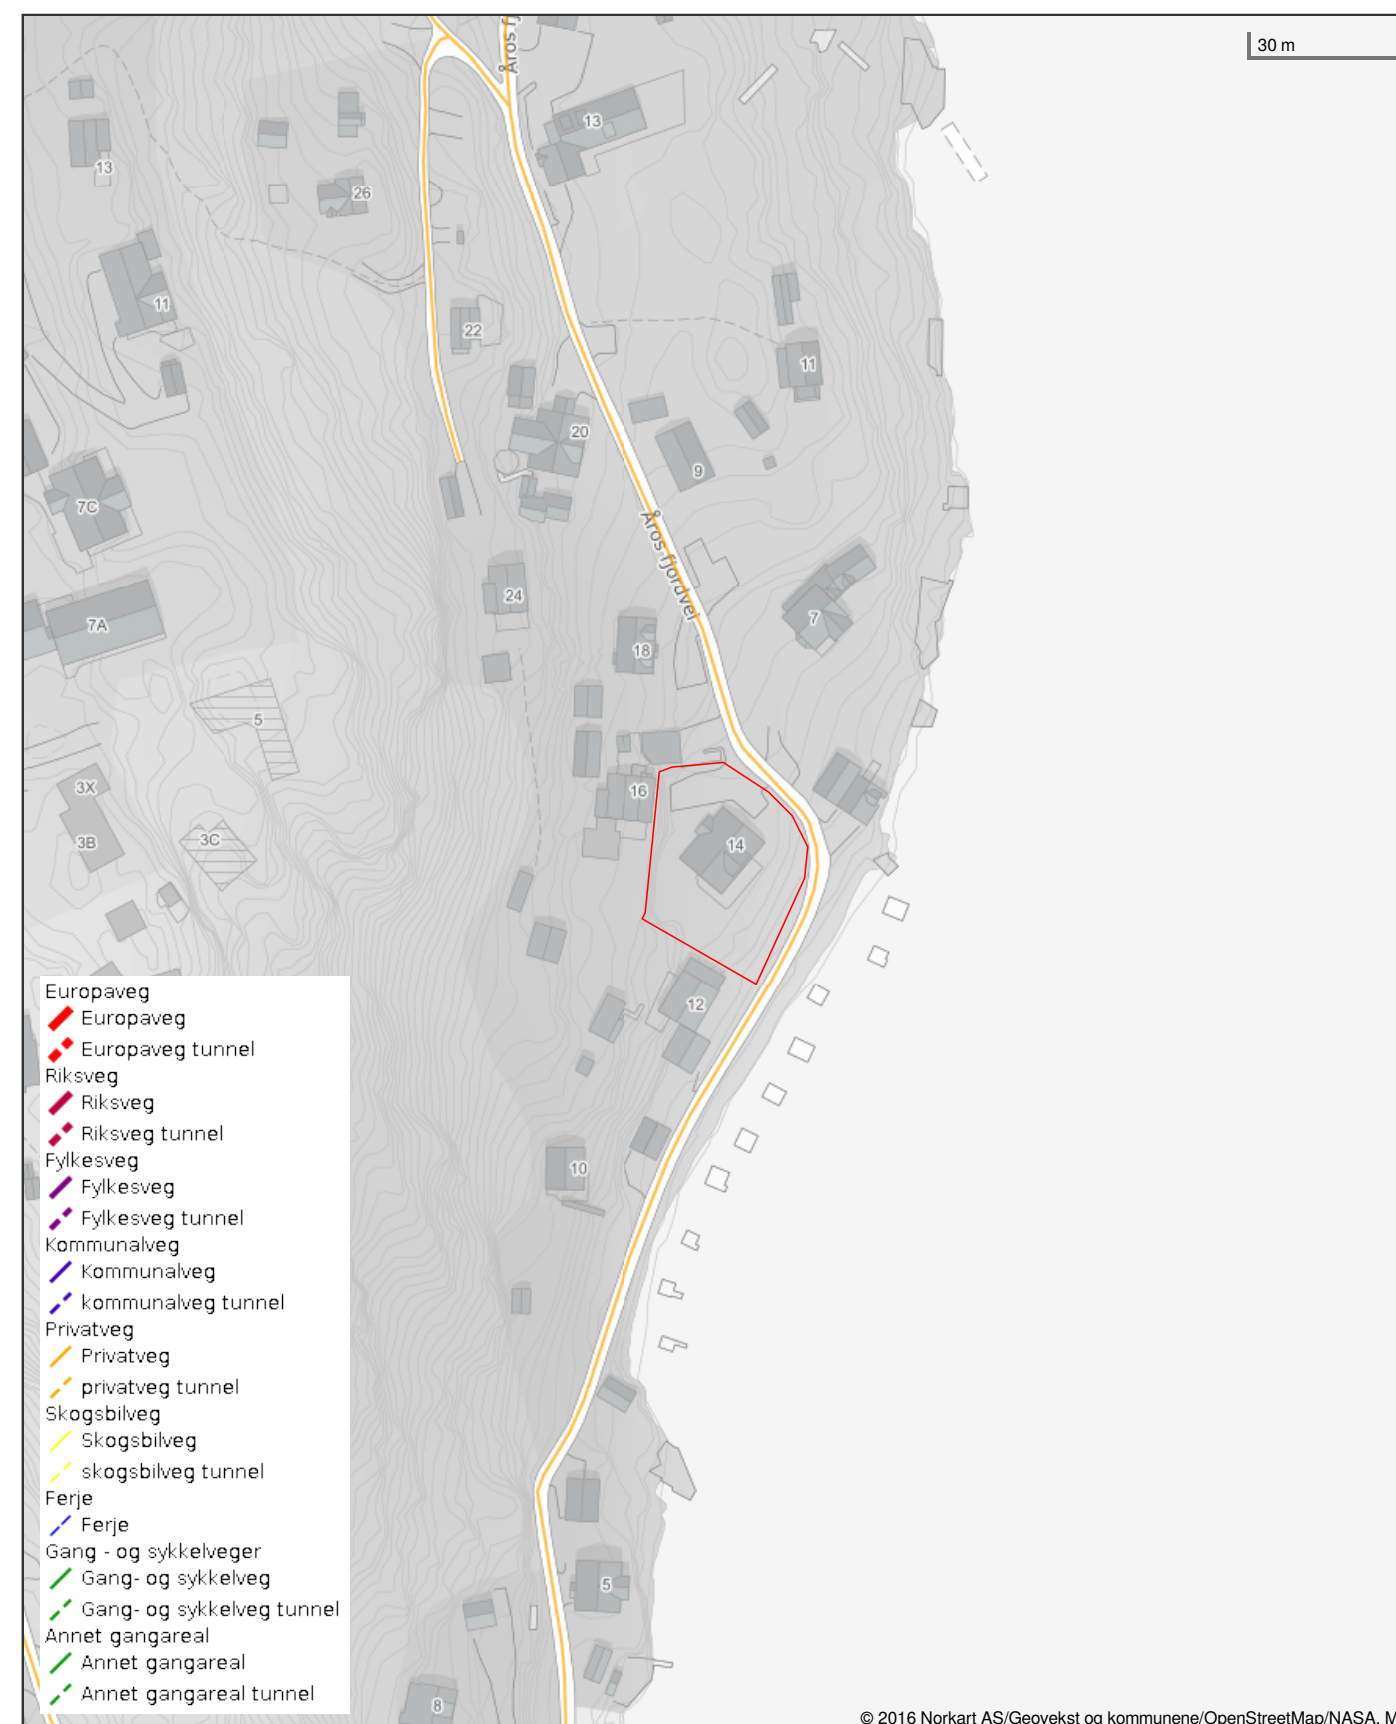 Åros f
30 m
13
13
26
11
22
11
20
9
7C
Åros fjordvei
24
7A
7
18
5
3X
16
3B
3C
14
12
10
5
8
Europaveg
Europaveg
Europaveg tunnel
Riksveg
Riksveg
Riksveg tunnel
Fylkesveg
Fylkesveg
Fylkesveg tunnel
Kommunalveg
Kommunalveg
kommunalveg tunnel
Privatveg
Privatveg
privatveg tunnel
Skogsbilveg
Skogsbilveg
skogsbilveg tunnel
Ferje
Ferje
Gang - og sykkelveger
Gang- og sykkelveg
Gang- og sykkelveg tunnel
Annet gangareal
Annet gangareal
Annet gangareal tunnel
© 2016 Norkart AS/Geovekst og kommunene/OpenStreetMap/NASA, M